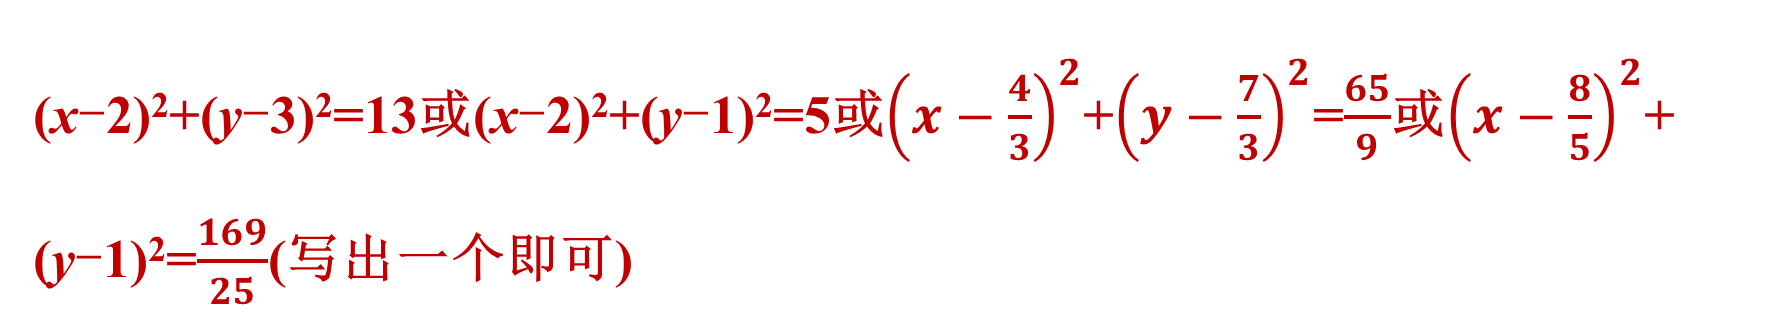 (x−2)²+(y−3)²=13或(x−2)²+(y−1)²=5或(x − 4/3)²+(y − 7/3)²=65/9或(x − 8/5)²+
(y−1)²=169/25(写出一个即可)